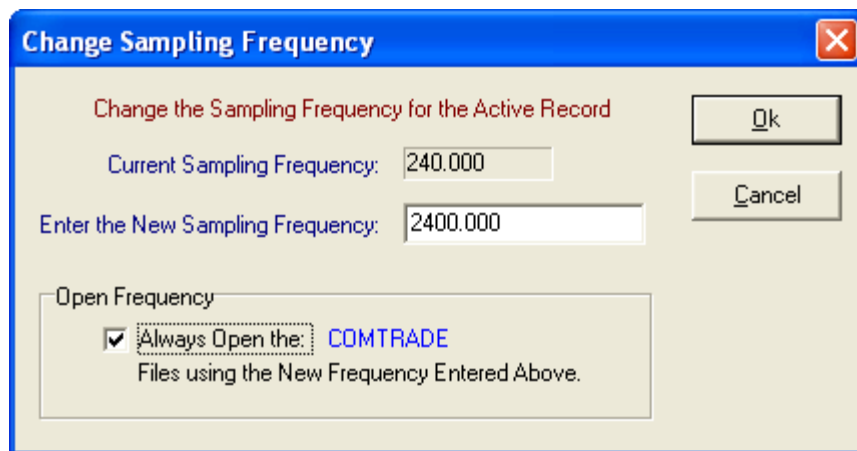 Change Sampling Frequency
Change the Sampling Frequency for the Active Record
Ok
Current Sampling Frequency: 240.000
Cancel
Enter the New Sampling Frequency: 2400.000
Open Frequency
Always Open the: COMTRADE
Files using the New Frequency Entered Above.